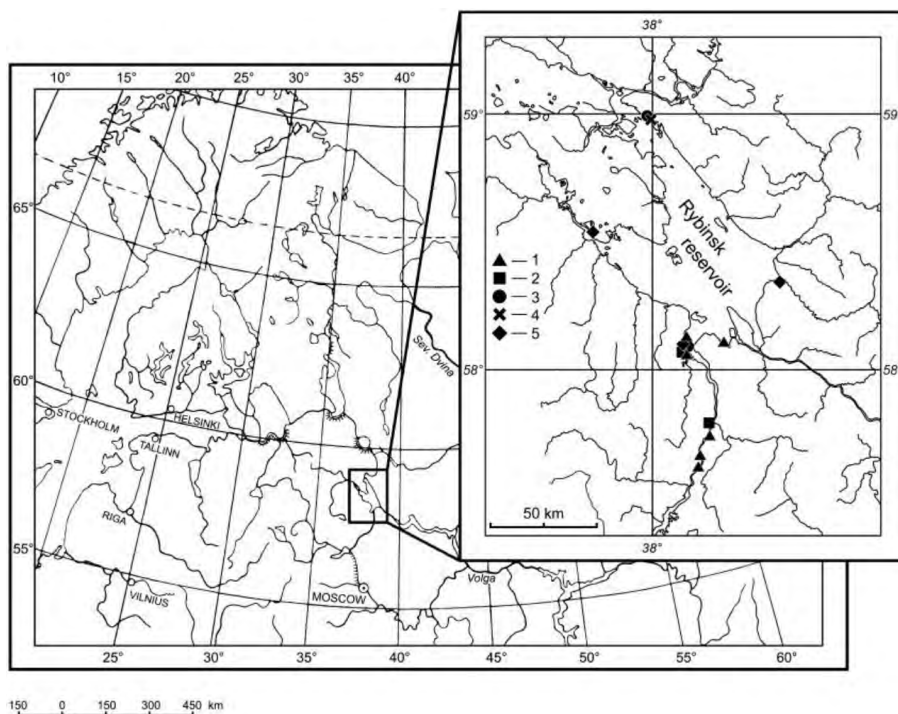 38°
10° 15° 20° 25° 30° 35° 40°
59° 59
65°
Rybinsk
reservoir
▲ — 1
■ — 2
● — 3
✖ — 4
◆ — 5
Sev. Dvina
58° 58
60°
STOCKHOLM
HELSINKI
TALLINN
50 km
38°
RIGA
55°
VILNIUS
MOSCOW
Volga
25° 30° 35° 40° 45° 50° 55° 60°
150 0 150 300 450 km